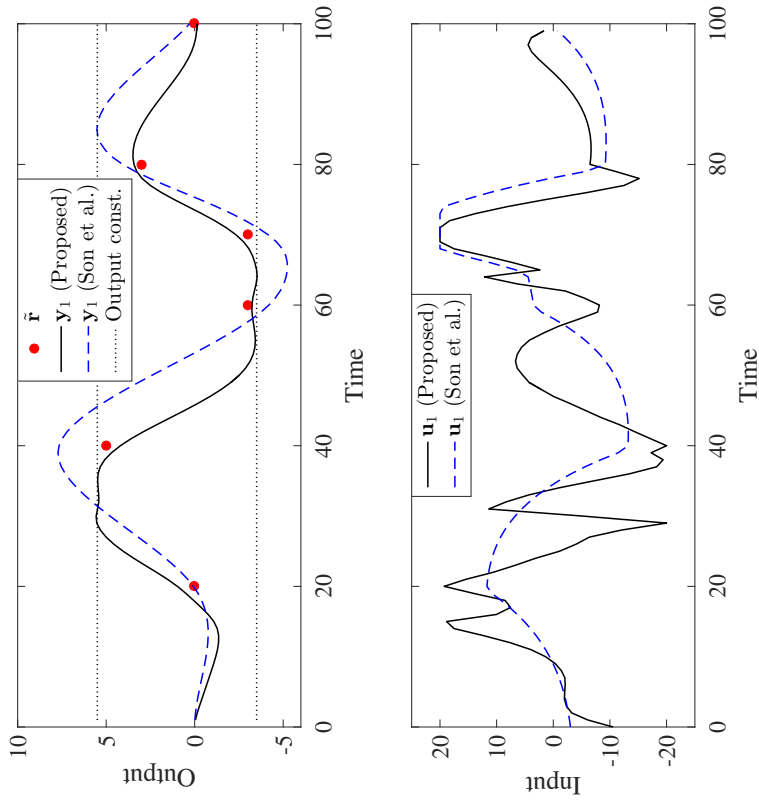 10
5
0
-5
Output
0
20
40
60
80
100
Time
r̃
y₁ (Proposed)
y₁ (Son et al.)
Output const.
20
10
0
-10
-20
Input
0
20
40
60
80
100
Time
u₁ (Proposed)
u₁ (Son et al.)